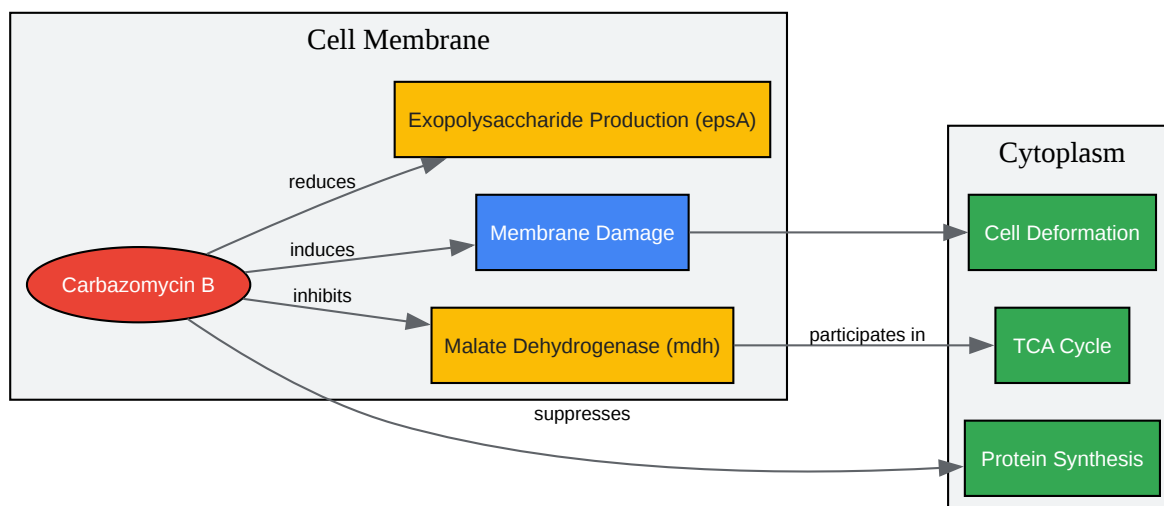 Cell Membrane
Exopolysaccharide Production (epsA)
Cytoplasm
reduces
Membrane Damage
Cell Deformation
induces
Carbazomycin B
inhibits
Malate Dehydrogenase (mdh)
participates in
TCA Cycle
suppresses
Protein Synthesis